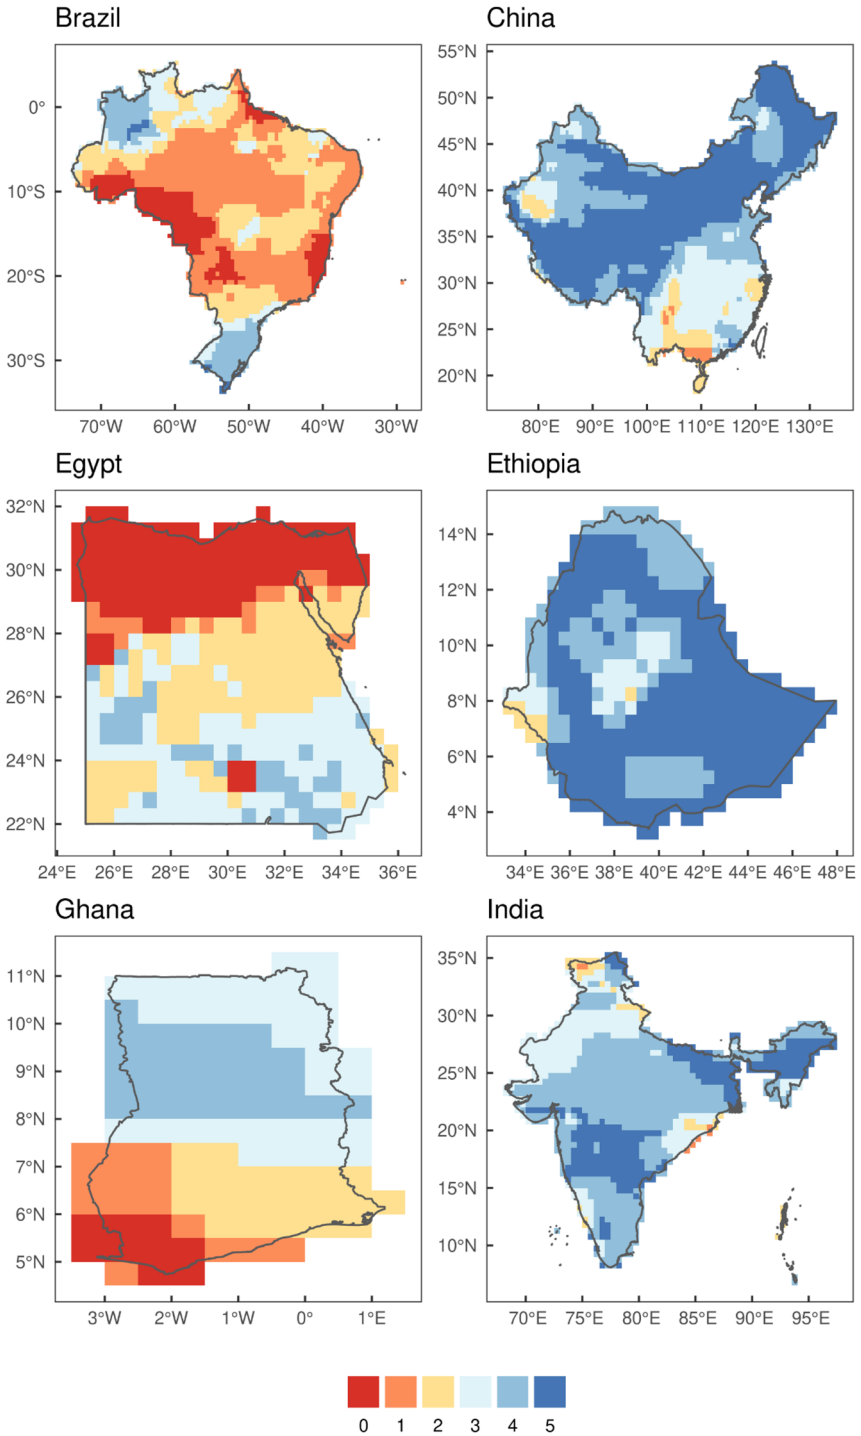 Brazil China
55°N
50°N
0° 45°N
10°S 40°N
35°N
20°S 30°N
25°N
30°S 20°N
70°W 60°W 50°W 40°W 30°W 80°E 90°E 100°E 110°E 120°E 130°E
Egypt Ethiopia
32°N 14°N
30°N 12°N
28°N 10°N
26°N 8°N
24°N 6°N
22°N 4°N
24°E 26°E 28°E 30°E 32°E 34°E 36°E 34°E 36°E 38°E 40°E 42°E 44°E 46°E 48°E
Ghana India
11°N 35°N
10°N 30°N
9°N 25°N
8°N 20°N
7°N 15°N
6°N 10°N
5°N
3°W 2°W 1°W 0° 1°E 70°E 75°E 80°E 85°E 90°E 95°E
0 1 2 3 4 5